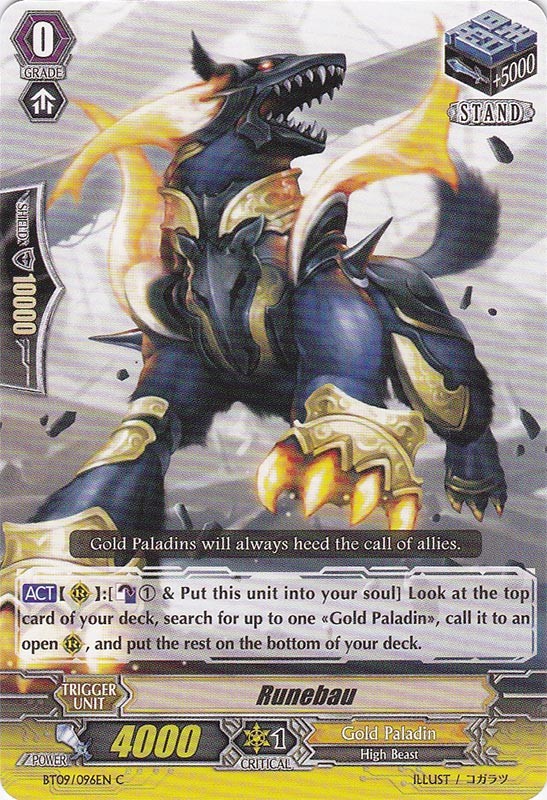 0
GRADE
+5000
STAND
SHIELD
10000
Gold Paladins will always heed the call of allies.
ACT【 R 】:[ ① & Put this unit into your soul] Look at the top
card of your deck, search for up to one «Gold Paladin», call it to an
open R , and put the rest on the bottom of your deck.
TRIGGER
UNIT
Runebau
POWER
4000
1
CRITICAL
Gold Paladin
High Beast
BT09/096EN C
ILLUST / コガラツ